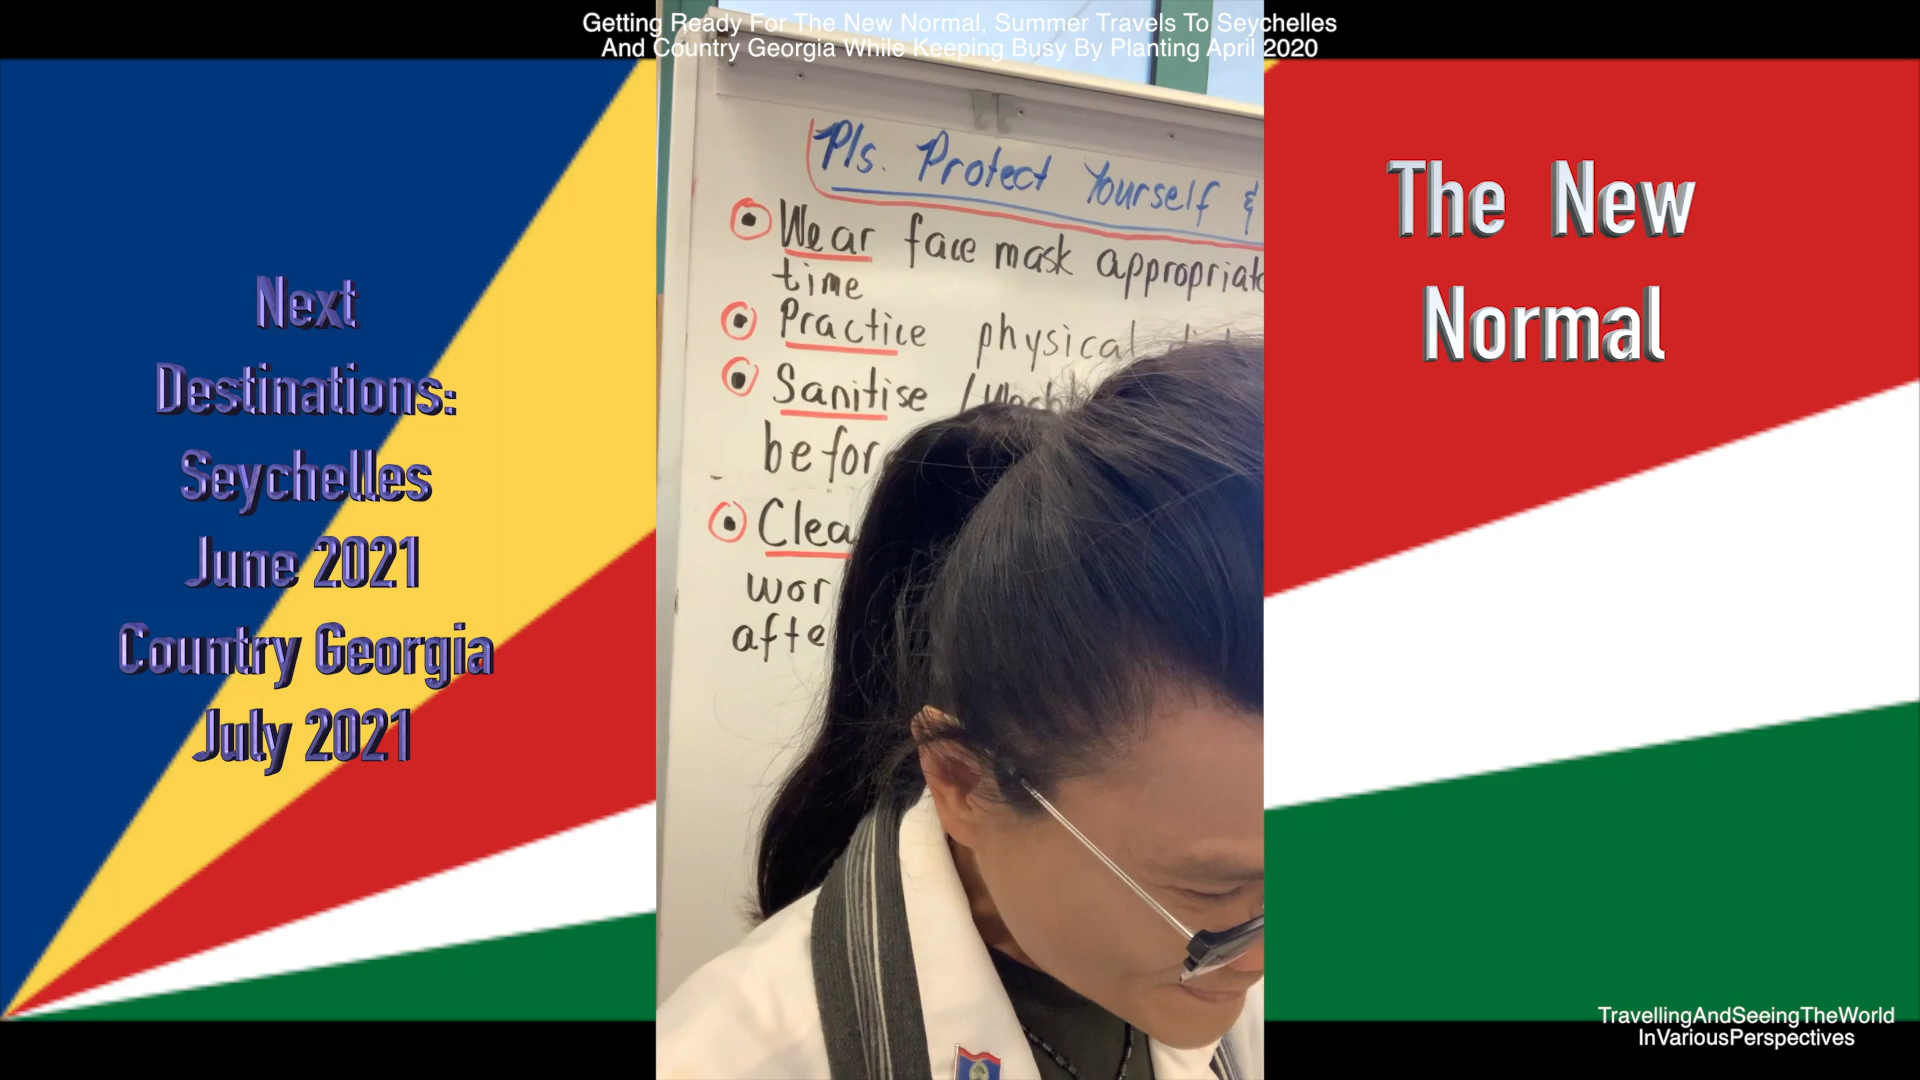 Getting Ready For The New Normal, Summer Travels To Seychelles
And Country Georgia While Keeping Busy By Planting April 2020
Next
Destinations:
Seychelles
June 2021
Country Georgia
July 2021
Pls. Protect Yourself &
Wear face mask appropriate
time
Practice physical
Sanitise /
befor
Clea
wor
afte
The New
Normal
TravellingAndSeeingTheWorld
InVariousPerspectives